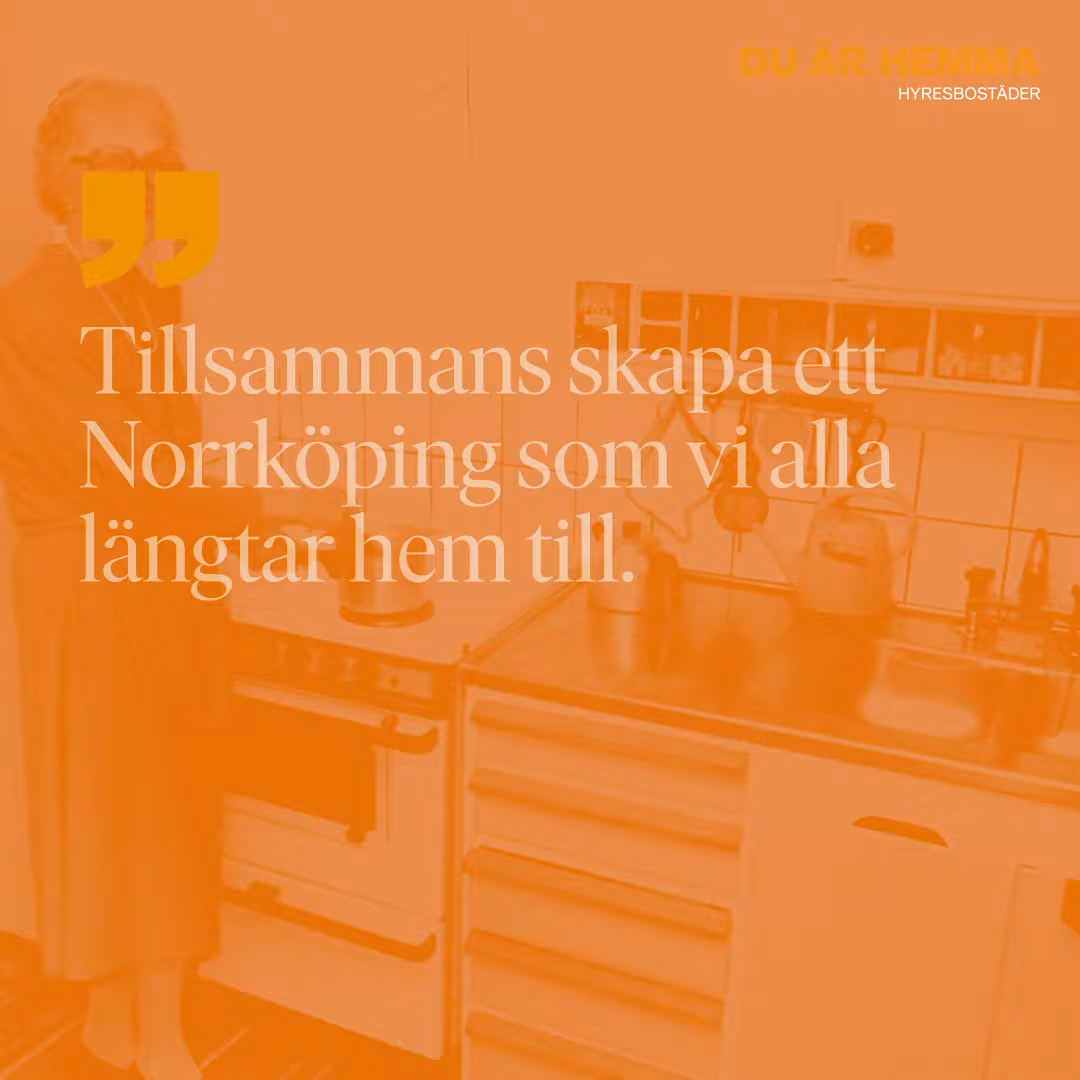 DU ÄR HEMMA
HYRESBOSTÄDER
”
Tillsammans skapa ett
Norrköping som vi alla
längtar hem till.